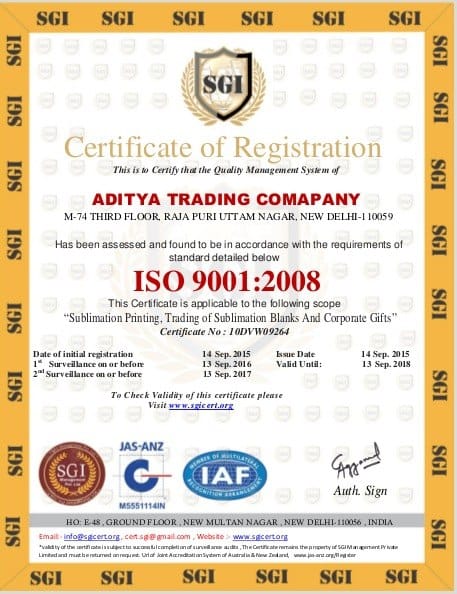 SGI SGI SGI SGI SGI SGI
SGI
Certificate of Registration
This is to Certify that the Quality Management System of
ADITYA TRADING COMAPANY
M-74 THIRD FLOOR, RAJA PURI UTTAM NAGAR, NEW DELHI-110059
Has been assessed and found to be in accordance with the requirements of
standard detailed below
ISO 9001:2008
This Certificate is applicable to the following scope
“Sublimation Printing, Trading of Sublimation Blanks And Corporate Gifts”
Certificate No : 10DVW09264
Date of initial registration 14 Sep. 2015 Issue Date 14 Sep. 2015
1st Surveillance on or before 13 Sep. 2016 Valid Until: 13 Sep. 2018
2nd Surveillance on or before 13 Sep. 2017
To Check Validity of this certificate please
Visit www.sgicert.org
SGI
Management
Pvt. Ltd.
JAS-ANZ
C
M5551114IN
MEMBER OF MULTILATERAL
IAF
RECOGNITION ARRANGEMENT
Auth. Sign
HO: E-48 , GROUND FLOOR , NEW MULTAN NAGAR , NEW DELHI-110056 , INDIA
Email:- info@sgicert.org , cert.sgi@gmail.com , Website :- www.sgicert.org
*validity of the certificate is subject to successful completion of surveillance audits , The Certificate remains the property of SGI Management Private
Limited and must be returned on request. Url of Joint Accreditation System of Australia & New Zealand, www.jas-anz.org/Register
SGI SGI SGI SGI SGI SGI